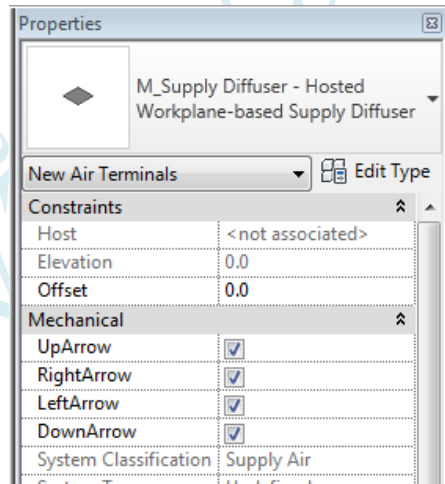 Properties
M_Supply Diffuser - Hosted
Workplane-based Supply Diffuser
New Air Terminals Edit Type
Constraints
Host <not associated>
Elevation 0.0
Offset 0.0
Mechanical
UpArrow
RightArrow
LeftArrow
DownArrow
System Classification Supply Air